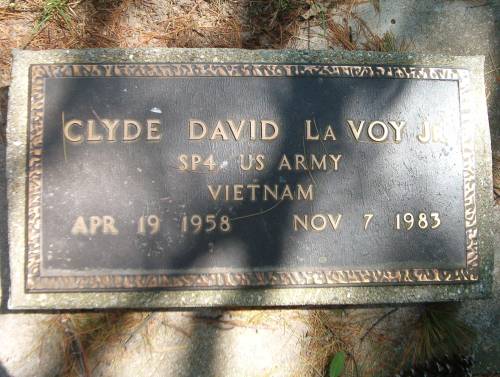 CLYDE DAVID LA VOY JR
SP4 US ARMY
VIETNAM
APR 19 1958 NOV 7 1983